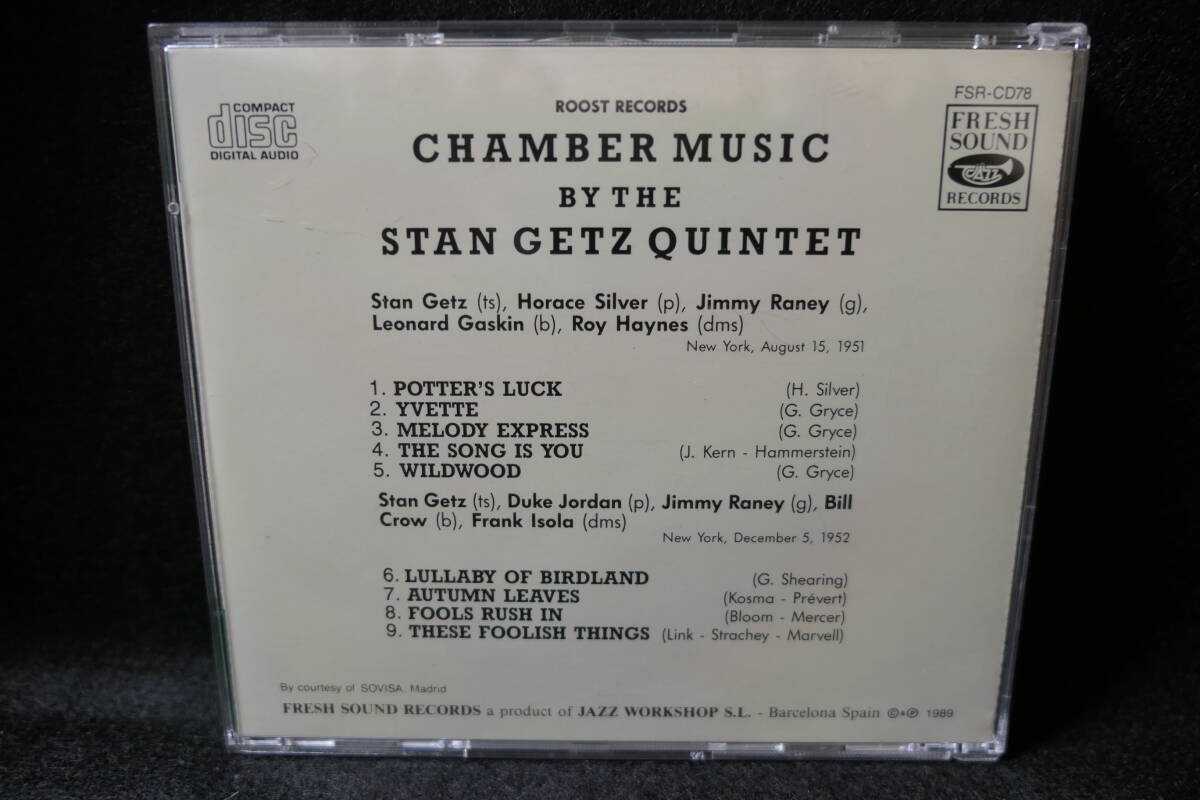 COMPACT
disc
DIGITAL AUDIO
ROOST RECORDS
CHAMBER MUSIC
BY THE
STAN GETZ QUINTET
FSR-CD78
FRESH
SOUND
JAZZ
RECORDS
Stan Getz (ts), Horace Silver (p), Jimmy Raney (g),
Leonard Gaskin (b), Roy Haynes (dms)
New York, August 15, 1951
1. POTTER'S LUCK (H. Silver)
2. YVETTE (G. Gryce)
3. MELODY EXPRESS (G. Gryce)
4. THE SONG IS YOU (J. Kern - Hammerstein)
5. WILDWOOD (G. Gryce)
Stan Getz (ts), Duke Jordan (p), Jimmy Raney (g), Bill
Crow (b), Frank Isola (dms)
New York, December 5, 1952
6. LULLABY OF BIRDLAND (G. Shearing)
7. AUTUMN LEAVES (Kosma - Prévert)
8. FOOLS RUSH IN (Bloom - Mercer)
9. THESE FOOLISH THINGS (Link - Strachey - Marvell)
By courtesy of SOVISA, Madrid
FRESH SOUND RECORDS a product of JAZZ WORKSHOP S.L. - Barcelona Spain ©•℗ 1989